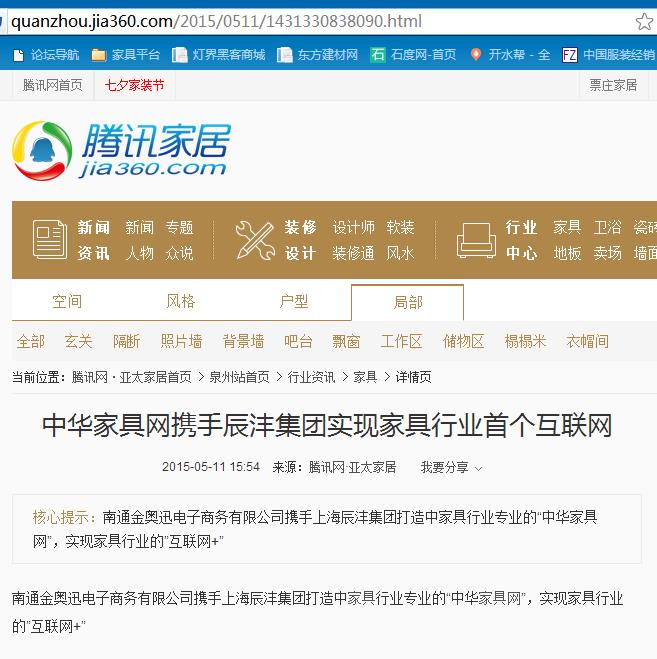 quanzhou.jia360.com/2015/0511/1431330838090.html
论坛导航 家具平台 灯界黑客商城 东方建材网 石 石度网-首页 开水帮 - 全 FZ 中国服装经销
腾讯网首页 七夕家装节 票庄家居
腾讯家居
jia360.com
新闻 新闻 专题 装修 设计师 软装 行业 家具 卫浴 瓷砖
资讯 人物 众说 设计 装修通 风水 中心 地板 卖场 墙面
空间 风格 户型 局部
全部 玄关 隔断 照片墙 背景墙 吧台 飘窗 工作区 储物区 榻榻米 衣帽间
当前位置：腾讯网·亚太家居首页 > 泉州站首页 > 行业资讯 > 家具 > 详情页
中华家具网携手辰沣集团实现家具行业首个互联网
2015-05-11 15:54 来源：腾讯网·亚太家居 我要分享
核心提示：南通金奥迅电子商务有限公司携手上海辰沣集团打造中家具行业专业的“中华家具
网”，实现家具行业的”互联网+”
南通金奥迅电子商务有限公司携手上海辰沣集团打造中家具行业专业的“中华家具网”，实现家具行业
的”互联网+”